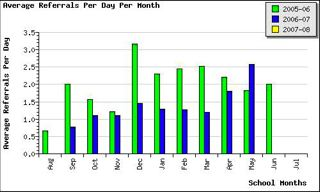 Average Referrals Per Day Per Month
2005-06
2006-07
2007-08
Average Referrals Per Day
3.5
3.0
2.5
2.0
1.5
1.0
0.5
0.0
Aug
Sep
Oct
Nov
Dec
Jan
Feb
Mar
Apr
May
Jun
Jul
School Months